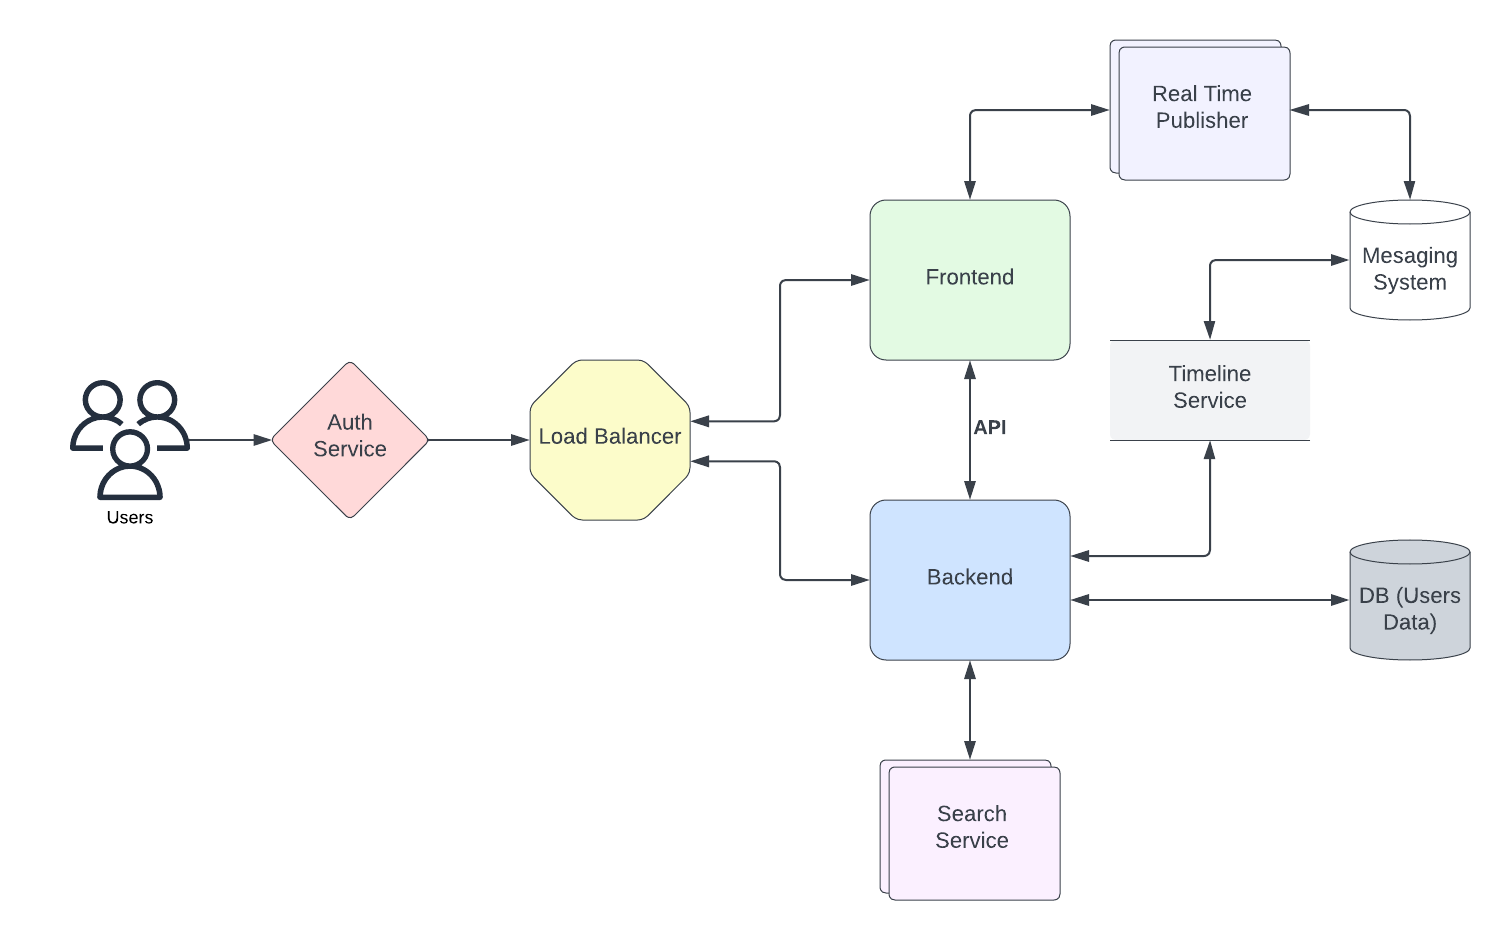 Real Time
Publisher
Frontend
Mesaging
System
Timeline
Service
Auth
Service
Load Balancer
API
Users
Backend
DB (Users
Data)
Search
Service